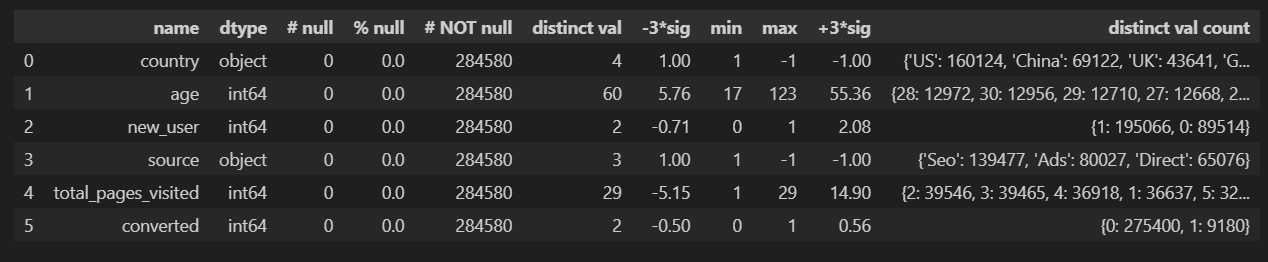 name dtype # null % null # NOT null distinct val -3*sig min max +3*sig distinct val count
0 country object 0 0.0 284580 4 1.00 1 -1 -1.00 {'US': 160124, 'China': 69122, 'UK': 43641, 'G...
1 age int64 0 0.0 284580 60 5.76 17 123 55.36 {28: 12972, 30: 12956, 29: 12710, 27: 12668, 2...
2 new_user int64 0 0.0 284580 2 -0.71 0 1 2.08 {1: 195066, 0: 89514}
3 source object 0 0.0 284580 3 1.00 1 -1 -1.00 {'Seo': 139477, 'Ads': 80027, 'Direct': 65076}
4 total_pages_visited int64 0 0.0 284580 29 -5.15 1 29 14.90 {2: 39546, 3: 39465, 4: 36918, 1: 36637, 5: 32...
5 converted int64 0 0.0 284580 2 -0.50 0 1 0.56 {0: 275400, 1: 9180}